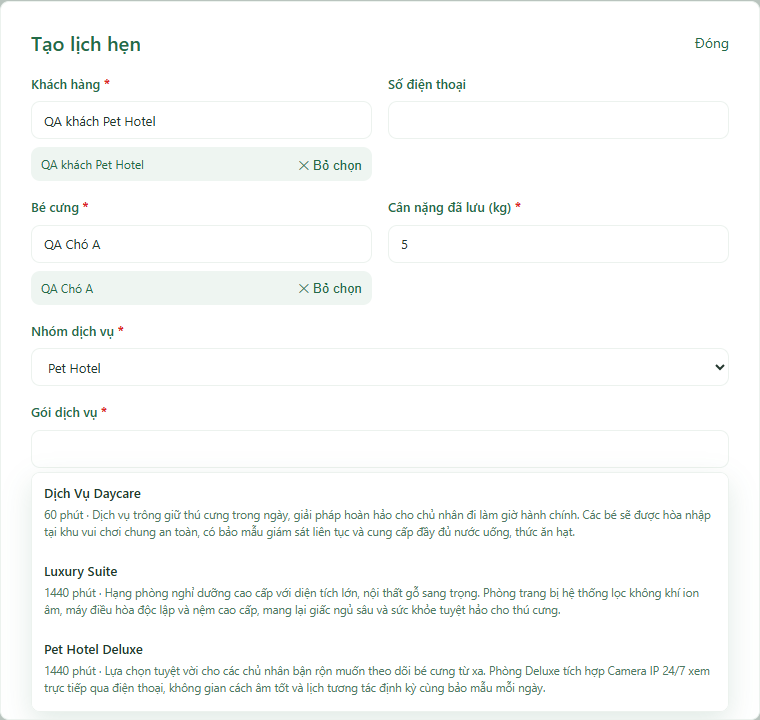 Tạo lịch hẹn
Đóng
Khách hàng *
Số điện thoại
QA khách Pet Hotel
QA khách Pet Hotel
× Bỏ chọn
Bé cưng *
Cân nặng đã lưu (kg) *
QA Chó A
5
QA Chó A
× Bỏ chọn
Nhóm dịch vụ *
Pet Hotel
Gói dịch vụ *
Dịch Vụ Daycare
60 phút · Dịch vụ trông giữ thú cưng trong ngày, giải pháp hoàn hảo cho chủ nhân đi làm giờ hành chính. Các bé sẽ được hòa nhập
tại khu vui chơi chung an toàn, có bảo mẫu giám sát liên tục và cung cấp đầy đủ nước uống, thức ăn hạt.
Luxury Suite
1440 phút · Hạng phòng nghỉ dưỡng cao cấp với diện tích lớn, nội thất gỗ sang trọng. Phòng trang bị hệ thống lọc không khí ion
âm, máy điều hòa độc lập và nệm cao cấp, mang lại giấc ngủ sâu và sức khỏe tuyệt hảo cho thú cưng.
Pet Hotel Deluxe
1440 phút · Lựa chọn tuyệt vời cho các chủ nhân bận rộn muốn theo dõi bé cưng từ xa. Phòng Deluxe tích hợp Camera IP 24/7 xem
trực tiếp qua điện thoại, không gian cách âm tốt và lịch tương tác định kỳ cùng bảo mẫu mỗi ngày.